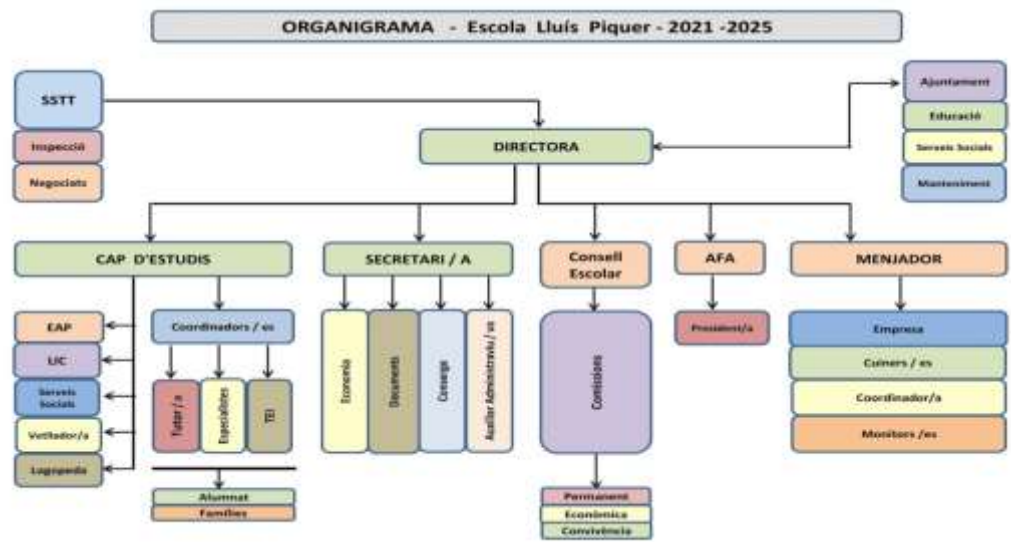 ORGANIGRAMA - Escola Lluís Piquer - 2021 -2025
SSTT
Inspecció
Negociats
DIRECTORA
Ajuntament
Educació
Serveis Socials
Manteniment
CAP D'ESTUDIS
EAP
LIC
Serveis
Socials
Vetllador/a
Logopeda
Coordinadors / es
Tutor / a
Especialistes
TEI
Alumnat
Famílies
SECRETARI / A
Economia
Documents
Conserge
Auxiliar Administratiu / va
Consell
Escolar
Comissions
Permanent
Econòmica
Convivència
AFA
President/a
MENJADOR
Empresa
Cuiners / es
Coordinador/a
Monitors /es